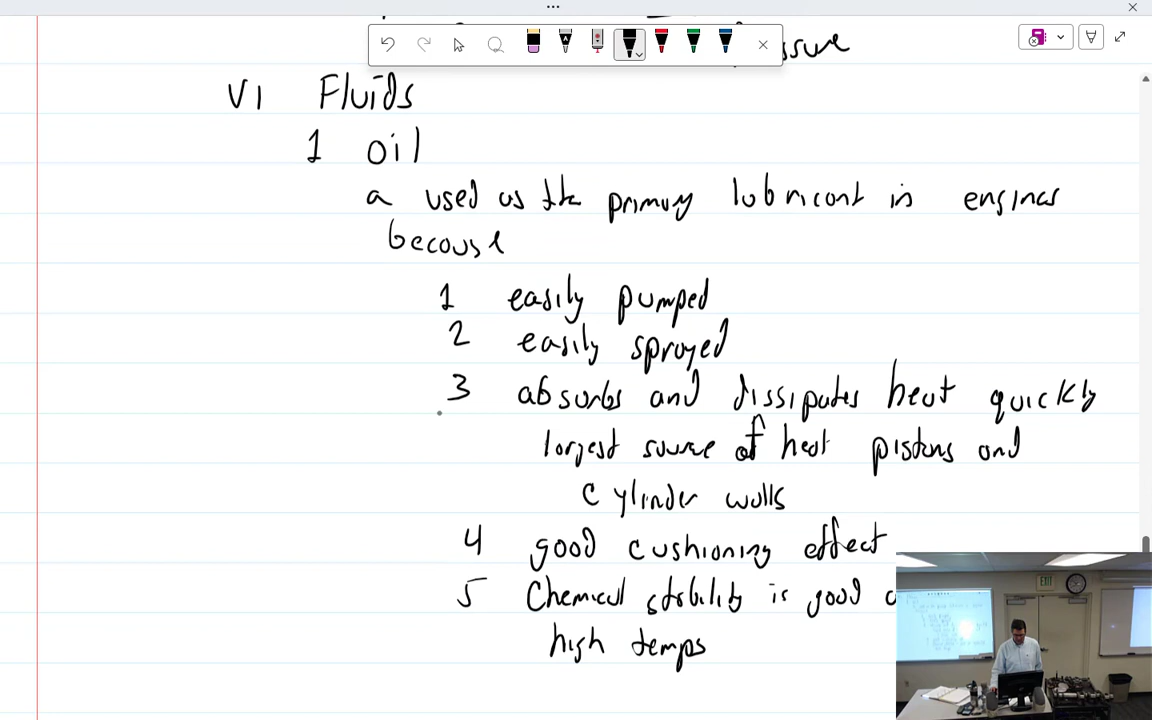 ssure
VI Fluids
1 oil
a used as the primary lubricant in engines
because
1 easily pumped
2 easily sprayed
3 absorbs and dissipates heat quickly
largest source of heat pistons and
cylinder walls
4 good cushioning effect
5 Chemical stability is good
high temps
EXIT